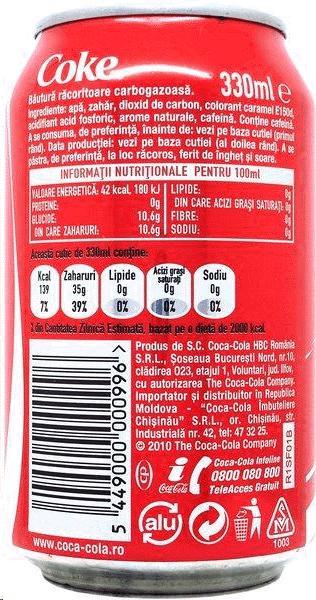 Coke
330ml e
Băutură răcoritoare carbogazoasă.
Ingrediente: apă, zahăr, dioxid de carbon, colorant caramel E150d,
acidifiant acid fosforic, arome naturale, cafeină. Conține cafeină.
A se consuma, de preferință, înainte de: vezi pe baza cutiei (primul
rând). Data producției: vezi pe baza cutiei (al doilea rând). A se
păstra, de preferință, la loc răcoros, ferit de îngheț și soare.
INFORMAȚII NUTRIȚIONALE PENTRU 100ml
VALOARE ENERGETICĂ: 42 kcal 180 kJ
PROTEINE: 0g
GLUCIDE: 10.6g
DIN CARE ZAHARURI: 10.6g
LIPIDE: 0g
DIN CARE ACIZI GRAȘI SATURAȚI: 0g
FIBRE: 0g
SODIU: 0g
Această cutie de 330ml conține:
Kcal 139 7%
Zaharuri 35g 39%
Lipide 0g 0%
Acizi grași saturați 0g 0%
Sodiu 0g 0%
% din Cantitatea Zilnică Estimată, bazat pe o dietă de 2000 kcal.
Produs de S.C. Coca-Cola HBC România
S.R.L., Șoseaua București Nord, nr.10,
clădirea 023, etajul 1, Voluntari, jud. Ilfov,
cu autorizarea The Coca-Cola Company.
Importator și distribuitor în Republica
Moldova - "Coca-Cola Îmbuteliere
Chișinău" S.R.L., or. Chișinău, str.
Industrială nr. 42, tel: 47 32 25.
© 2010 The Coca-Cola Company
R1SF01B
Coca-Cola Infoline
0800 080 800
TeleAcces Gratuit
Coca-Cola
5 449000 000996 >
alu
M
1003
www.coca-cola.ro